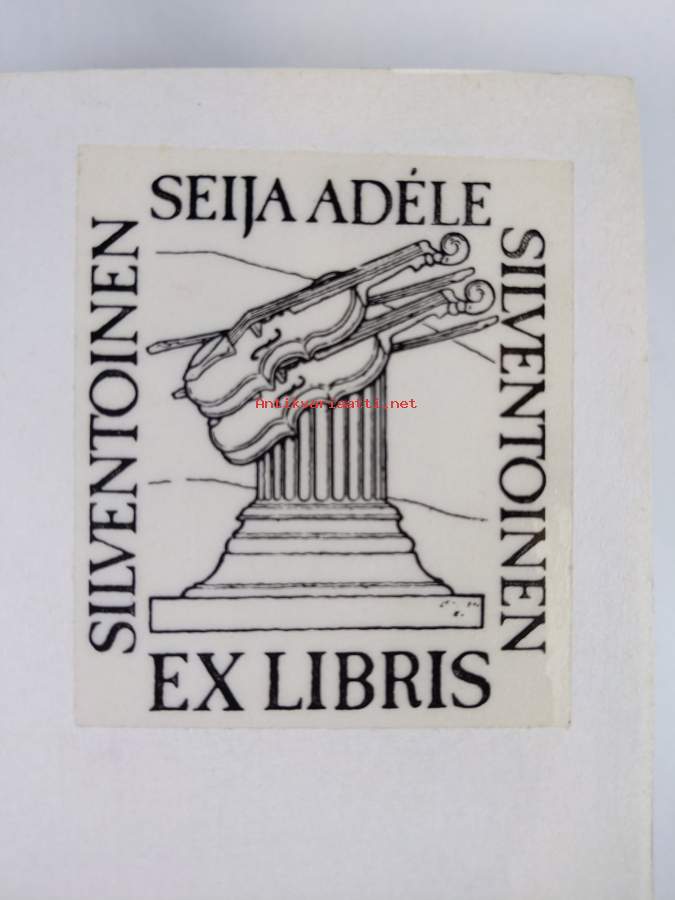 SEIJA ADÉLE
SILVENTOINEN
SILVENTOINEN
Antikvariaatti.net
EX LIBRIS